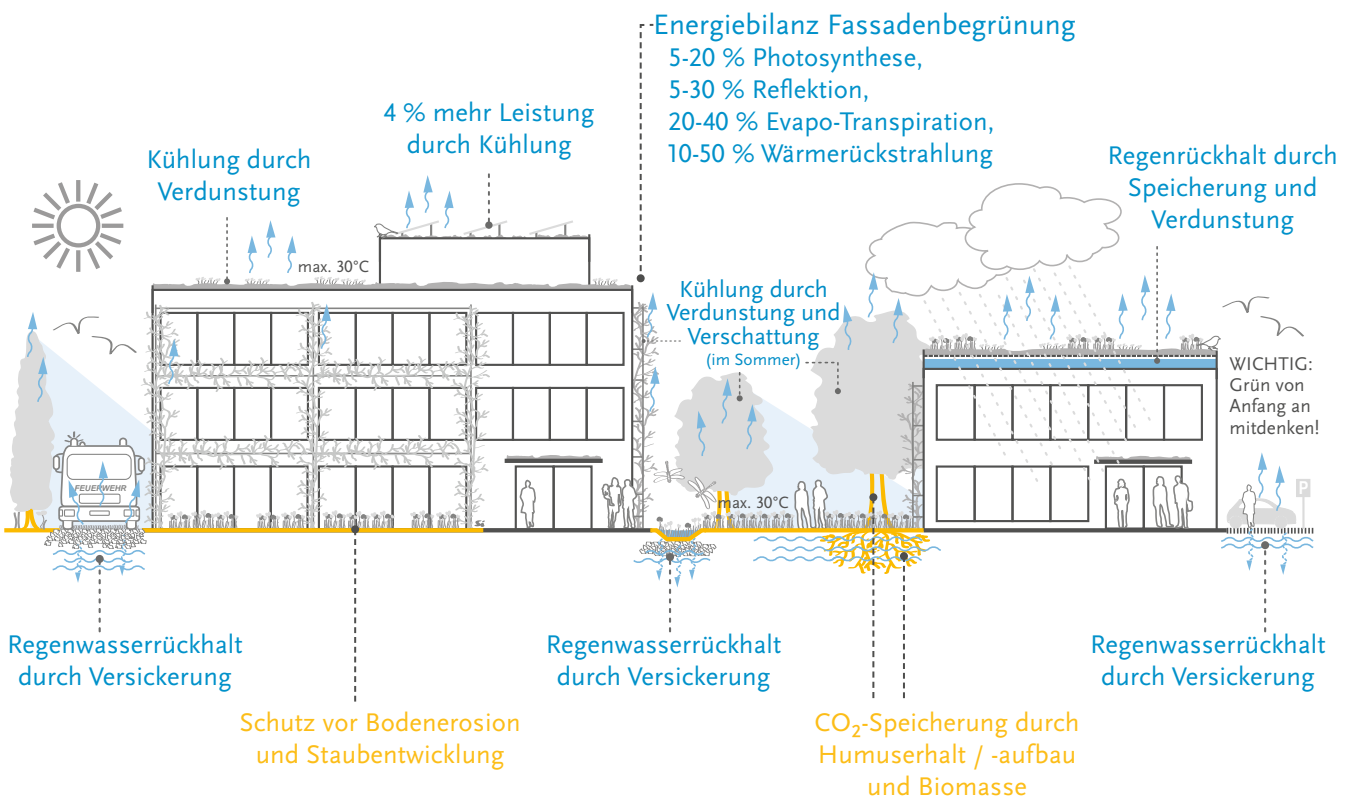 Energiebilanz Fassadenbegrünung
5-20 % Photosynthese,
5-30 % Reflektion,
20-40 % Evapo-Transpiration,
10-50 % Wärmerückstrahlung
4 % mehr Leistung
durch Kühlung
Kühlung durch
Verdunstung
Regenrückhalt durch
Speicherung und
Verdunstung
max. 30°C
Kühlung durch
Verdunstung und
Verschattung
(im Sommer)
WICHTIG:
Grün von
Anfang an
mitdenken!
FEUERWEHR
max. 30°C
P
Regenwasserrückhalt
durch Versickerung
Regenwasserrückhalt
durch Versickerung
Regenwasserrückhalt
durch Versickerung
Schutz vor Bodenerosion
und Staubentwicklung
CO₂-Speicherung durch
Humuserhalt / -aufbau
und Biomasse